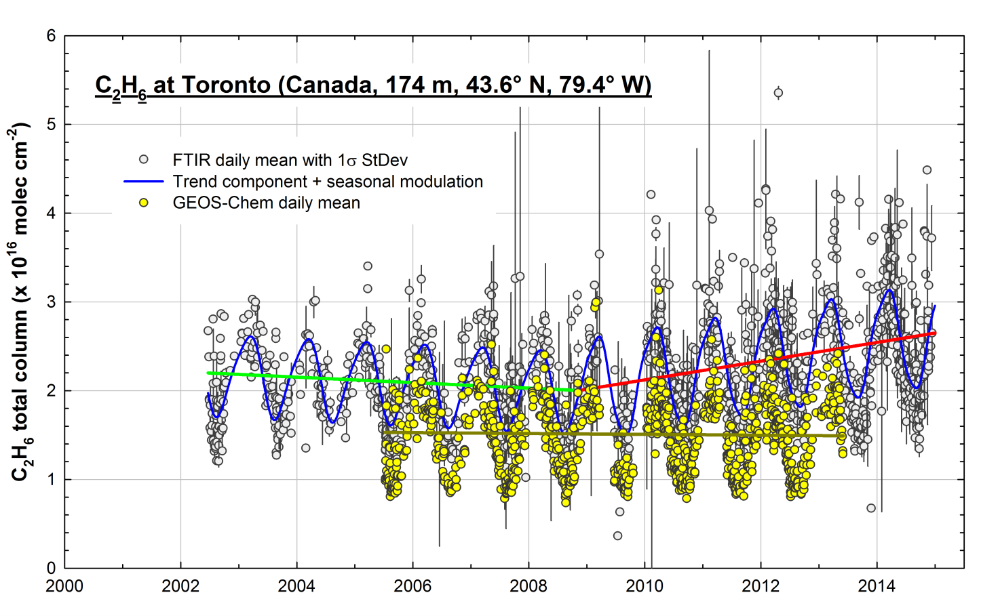 C₂H₆ at Toronto (Canada, 174 m, 43.6° N, 79.4° W)
FTIR daily mean with 1σ StDev
Trend component + seasonal modulation
GEOS-Chem daily mean
C₂H₆ total column (x 10¹⁶ molec cm⁻²)
6
5
4
3
2
1
0
2000 2002 2004 2006 2008 2010 2012 2014